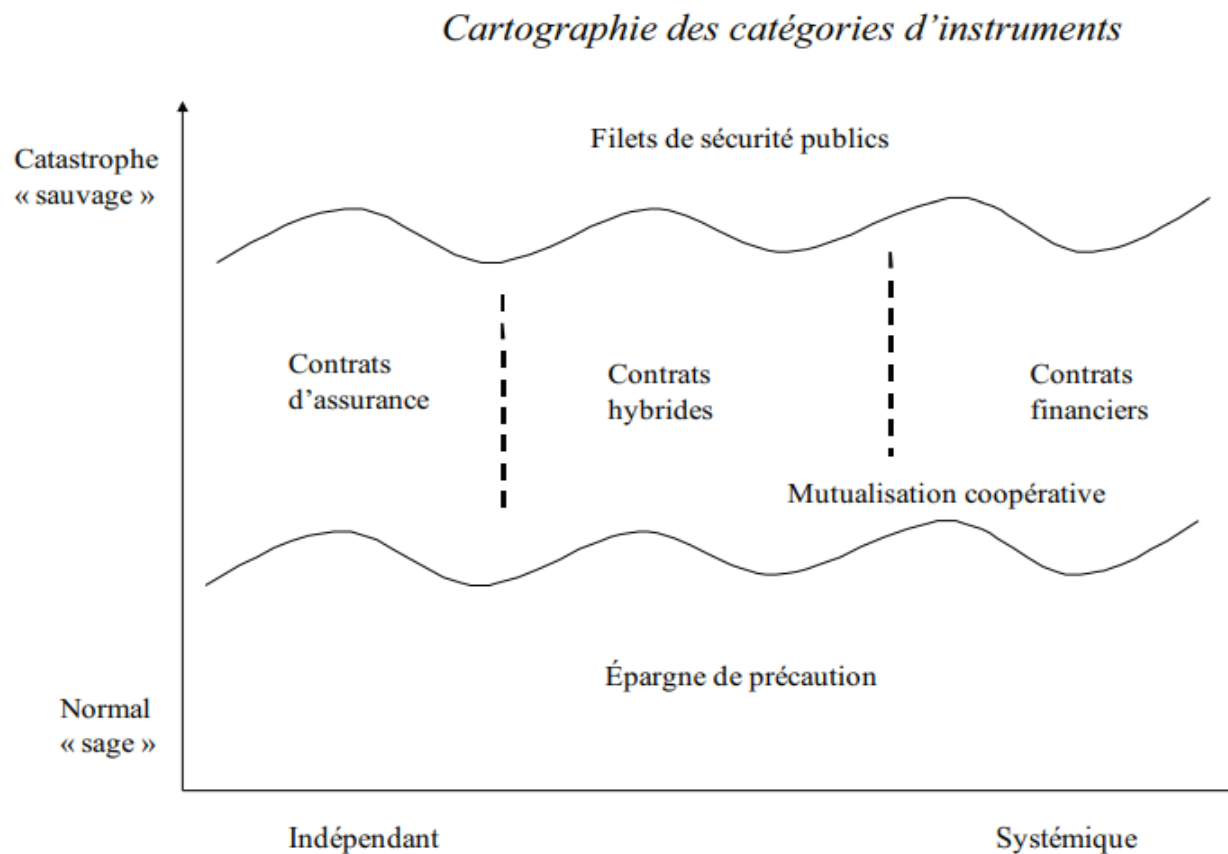 Cartographie des catégories d’instruments
Filets de sécurité publics
Catastrophe
« sauvage »
Contrats
d’assurance
Contrats
hybrides
Contrats
financiers
Mutualisation coopérative
Épargne de précaution
Normal
« sage »
Indépendant
Systémique